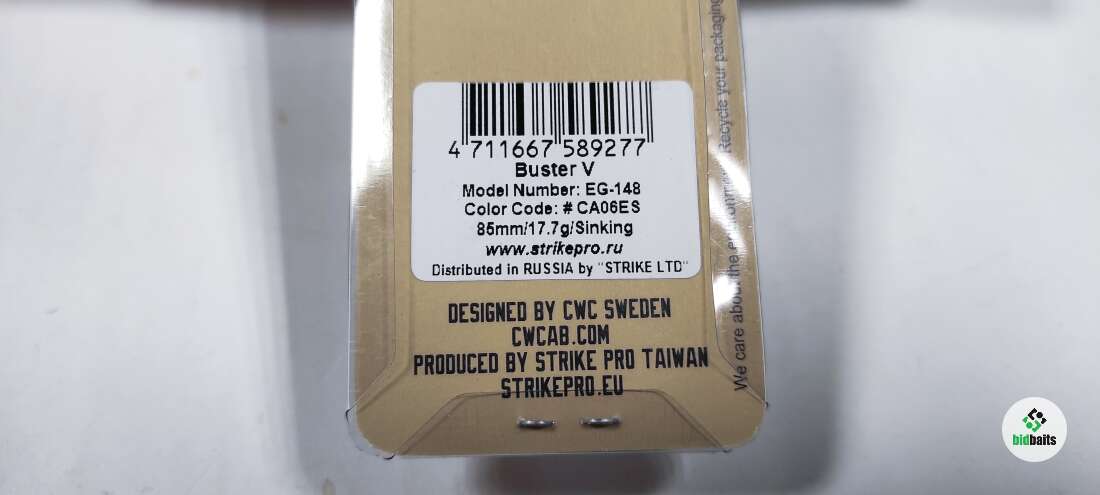 4 711667 589277
Buster V
Model Number: EG-148
Color Code: # CA06ES
85mm/17.7g/Sinking
www.strikepro.ru
Distributed in RUSSIA by "STRIKE LTD"
DESIGNED BY CWC SWEDEN
CWCAB.COM
PRODUCED BY STRIKE PRO TAIWAN
STRIKEPRO.EU
We care about the environment. Recycle your packaging
bidbaits